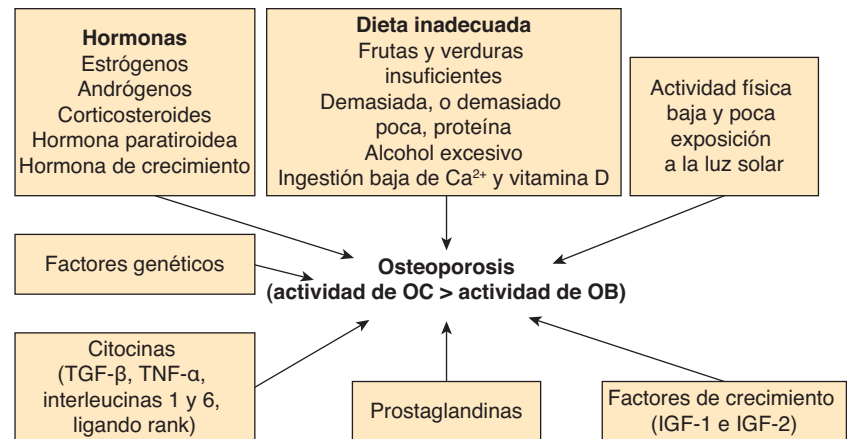 Hormonas
Estrógenos
Andrógenos
Corticosteroides
Hormona paratiroidea
Hormona de crecimiento
Dieta inadecuada
Frutas y verduras
insuficientes
Demasiada, o demasiado
poca, proteína
Alcohol excesivo
Ingestión baja de Ca²⁺ y vitamina D
Actividad física
baja y poca
exposición
a la luz solar
Factores genéticos
Osteoporosis
(actividad de OC > actividad de OB)
Citocinas
(TGF-β, TNF-α,
interleucinas 1 y 6,
ligando rank)
Prostaglandinas
Factores de crecimiento
(IGF-1 e IGF-2)